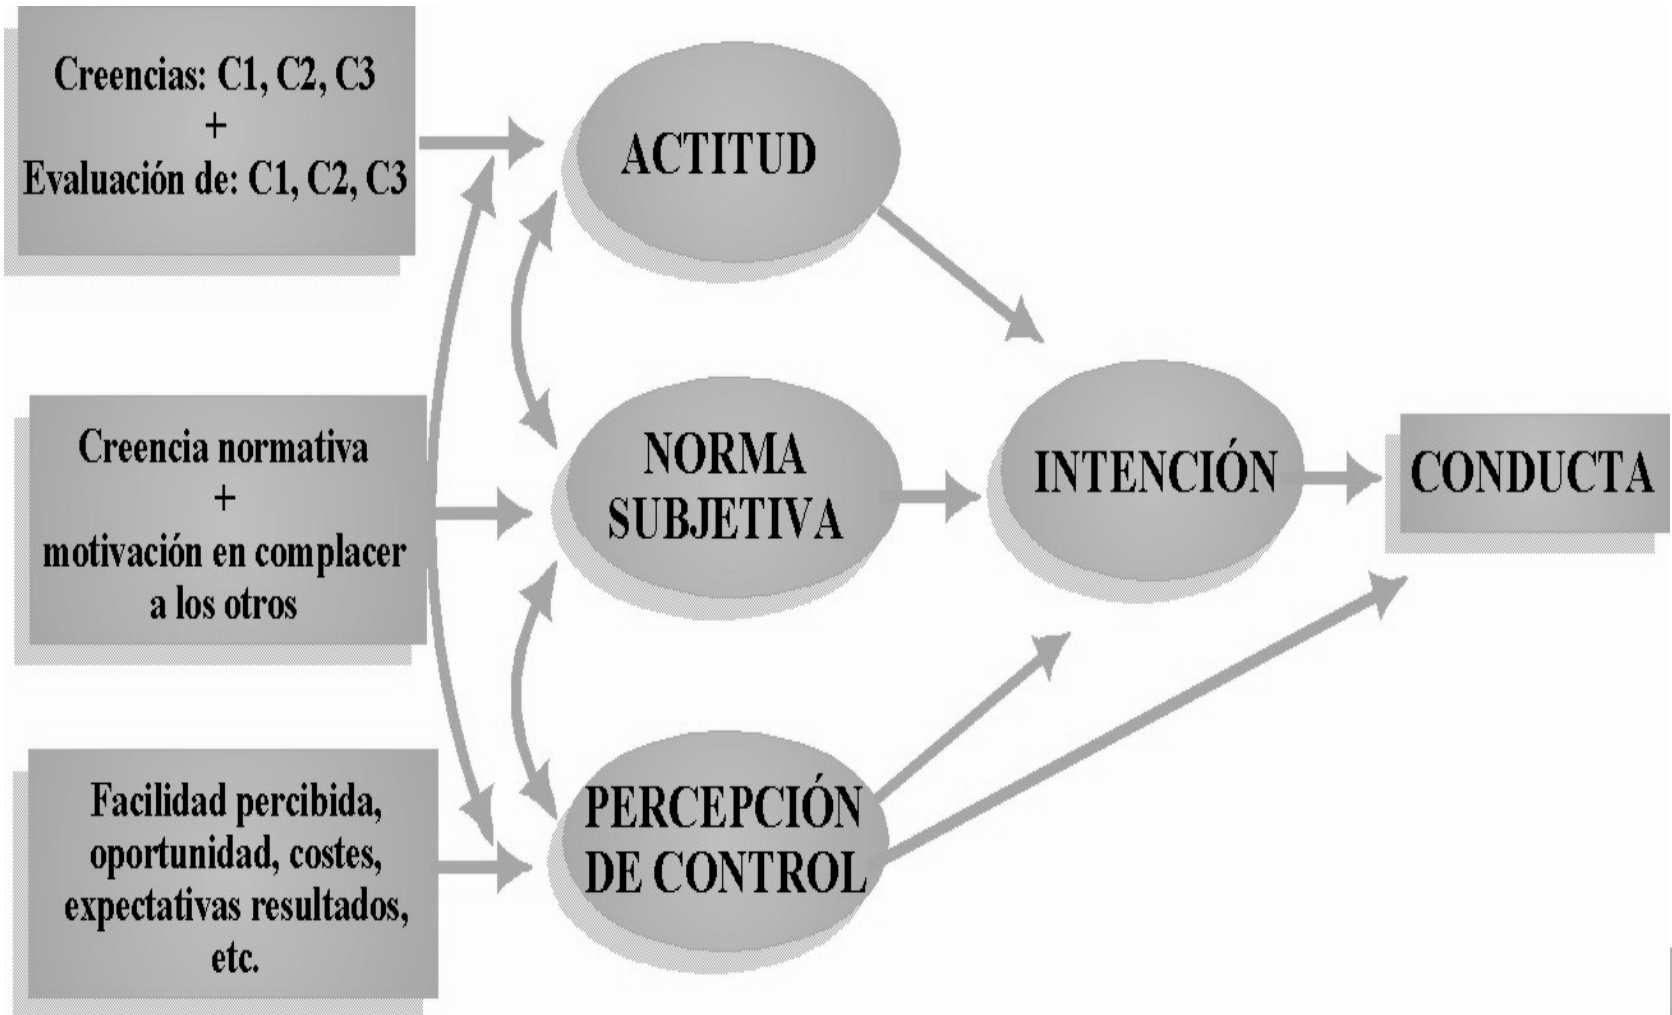 Creencias: C1, C2, C3
+
Evaluación de: C1, C2, C3
ACTITUD
Creencia normativa
+
motivación en complacer
a los otros
NORMA
SUBJETIVA
INTENCIÓN
CONDUCTA
Facilidad percibida,
oportunidad, costes,
expectativas resultados,
etc.
PERCEPCIÓN
DE CONTROL